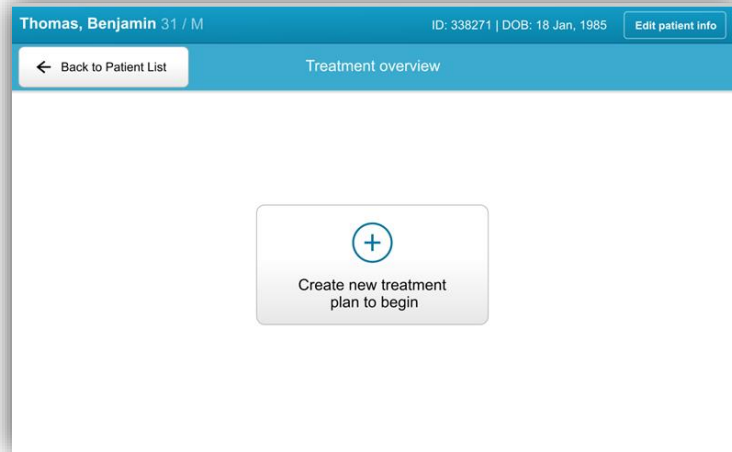 Thomas, Benjamin 31 / M
ID: 338271 | DOB: 18 Jan, 1985
Edit patient info
← Back to Patient List
Treatment overview
Create new treatment
plan to begin